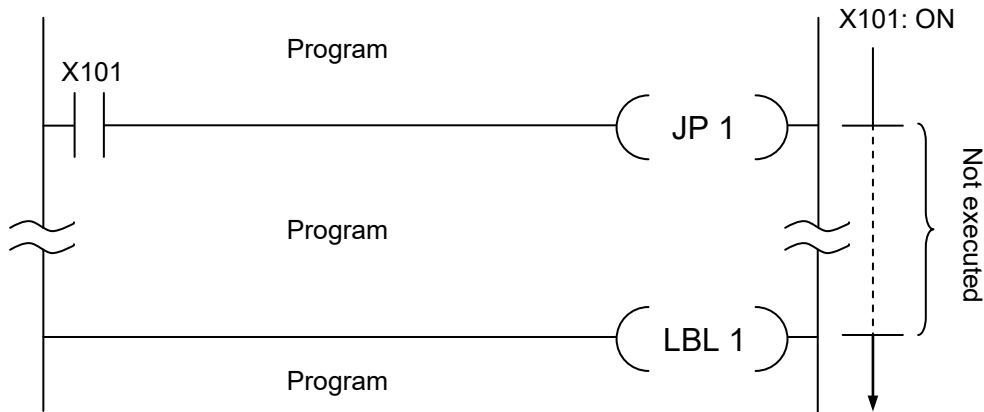 X101: ON
Program
X101
JP 1
Not executed
Program
LBL 1
Program